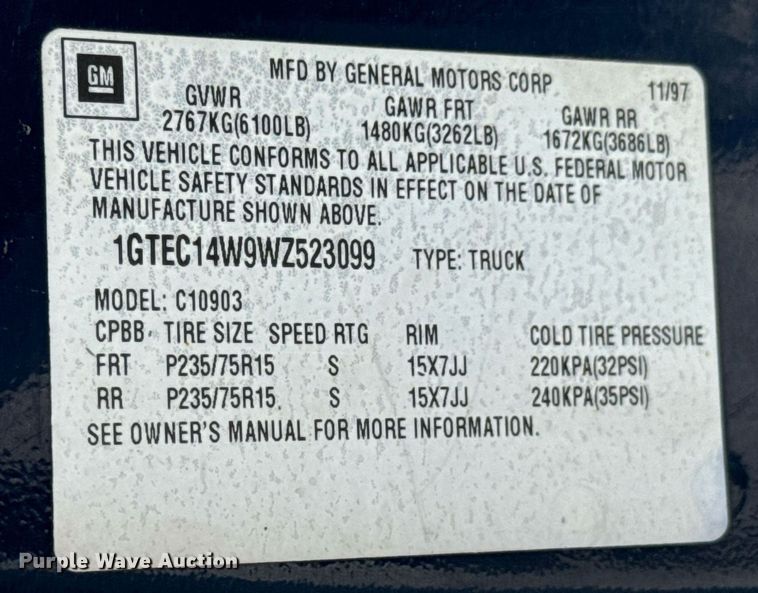 GM
MFD BY GENERAL MOTORS CORP 11/97
GVWR GAWR FRT GAWR RR
2767KG(6100LB) 1480KG(3262LB) 1672KG(3686LB)
THIS VEHICLE CONFORMS TO ALL APPLICABLE U.S. FEDERAL MOTOR
VEHICLE SAFETY STANDARDS IN EFFECT ON THE DATE OF
MANUFACTURE SHOWN ABOVE.
1GTEC14W9WZ523099 TYPE: TRUCK
MODEL: C10903
CPBB TIRE SIZE SPEED RTG RIM COLD TIRE PRESSURE
FRT P235/75R15 S 15X7JJ 220KPA(32PSI)
RR P235/75R15 S 15X7JJ 240KPA(35PSI)
SEE OWNER'S MANUAL FOR MORE INFORMATION.
Purple Wave Auction